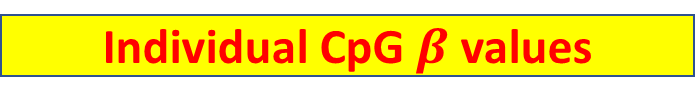 Individual CpG 𝜷 values